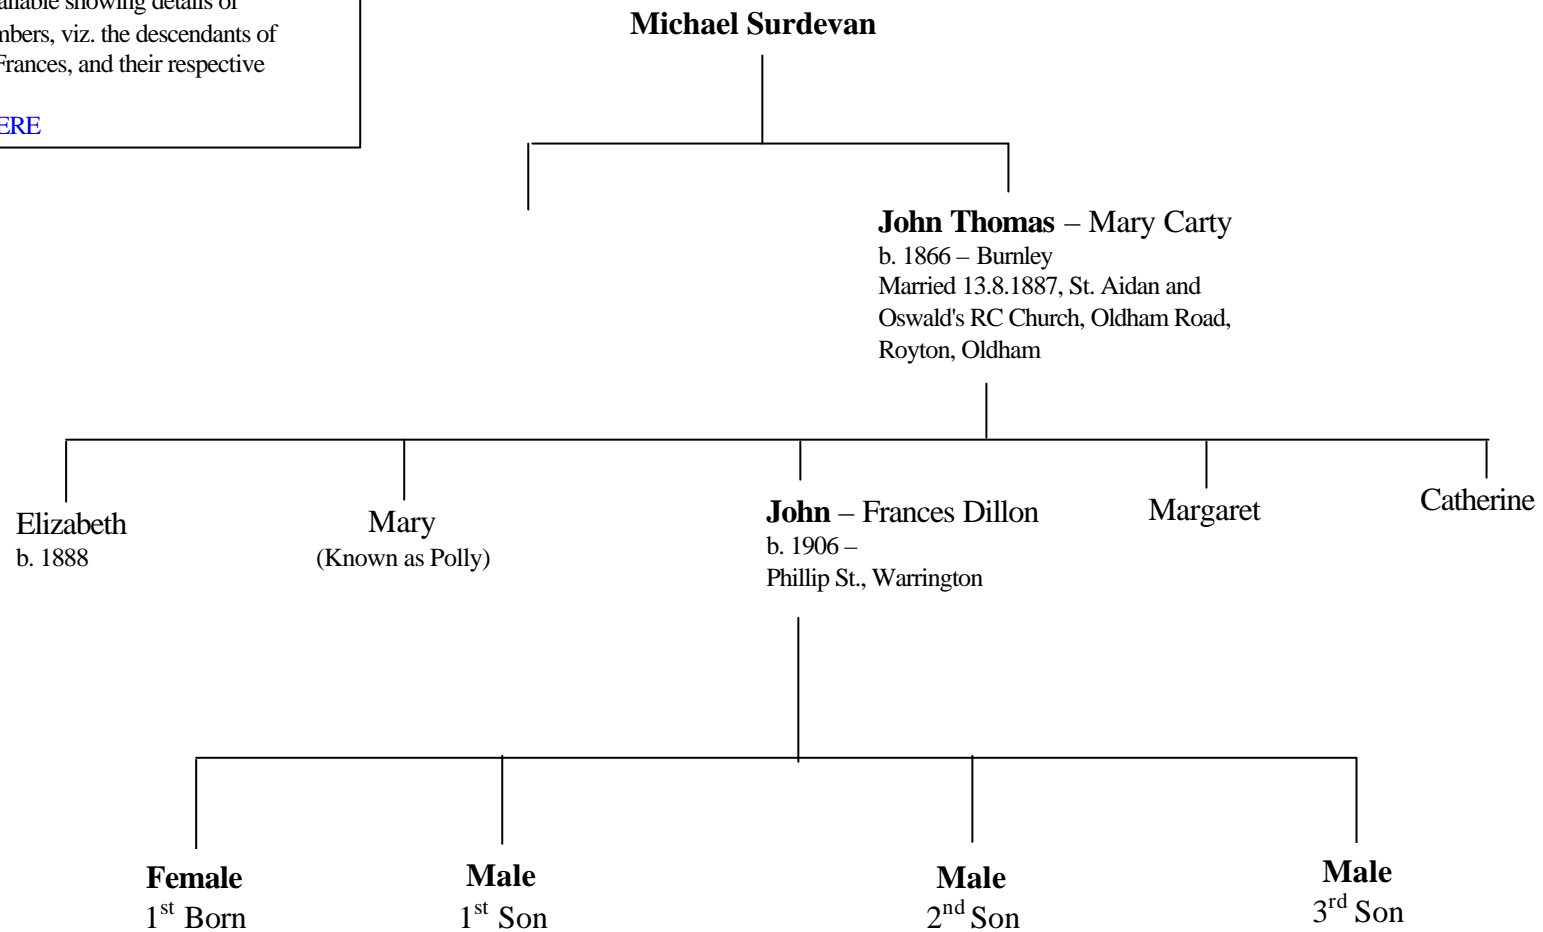 showing details of
viz. the descendants of
Frances, and their respective
Michael Surdevan
John Thomas – Mary Carty
b. 1866 – Burnley
Married 13.8.1887, St. Aidan and
Oswald's RC Church, Oldham Road,
Royton, Oldham
Elizabeth
b. 1888
Mary
(Known as Polly)
John – Frances Dillon
b. 1906 –
Phillip St., Warrington
Margaret
Catherine
Female
1st Born
Male
1st Son
Male
2nd Son
Male
3rd Son